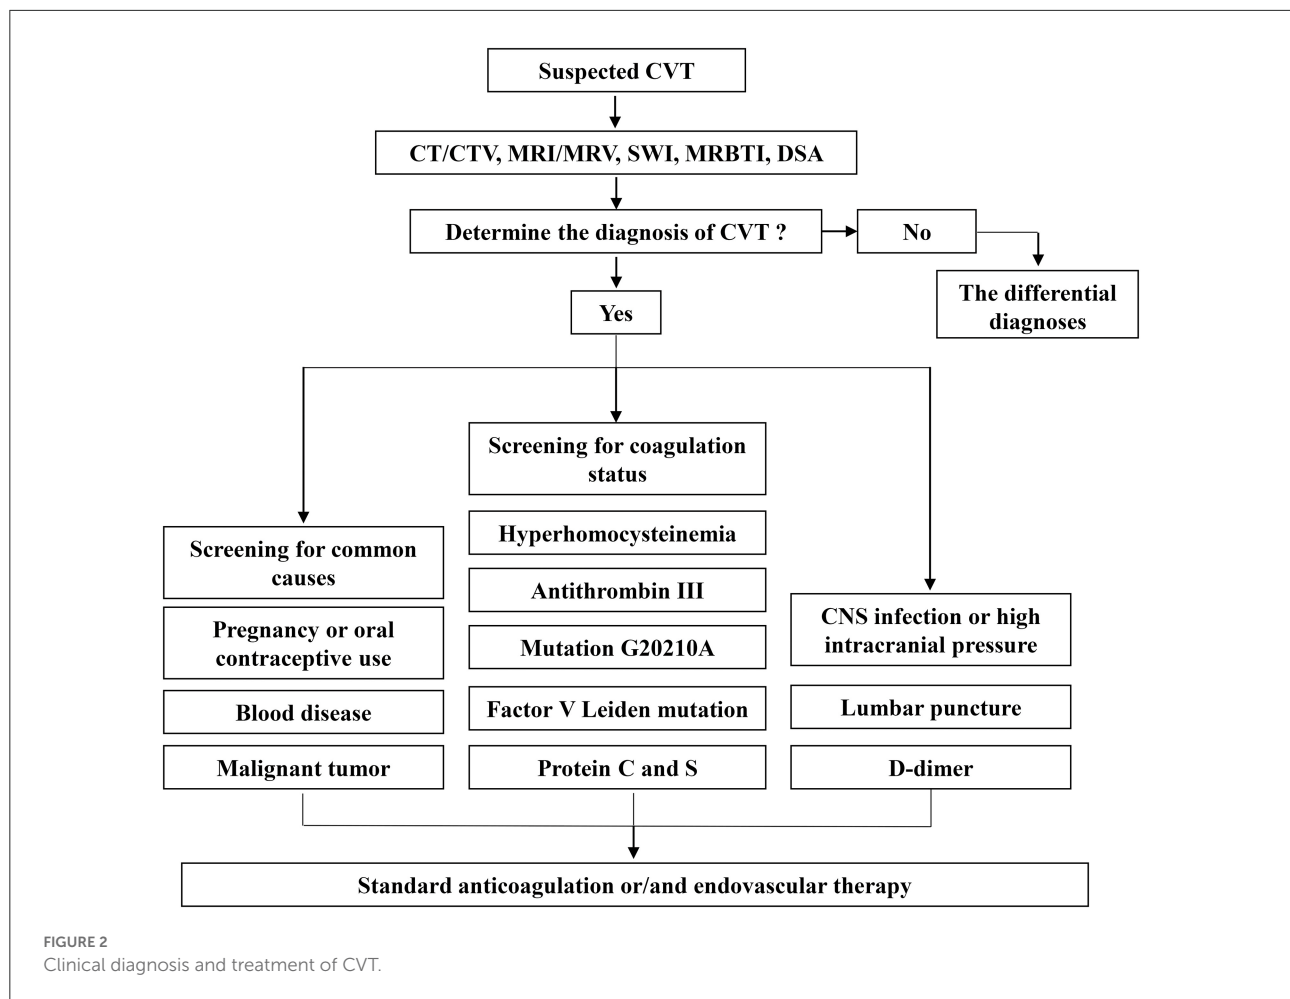 Suspected CVT
CT/CTV, MRI/MRV, SWI, MRBTI, DSA
Determine the diagnosis of CVT ?
No
The differential
diagnoses
Yes
Screening for common
causes
Pregnancy or oral
contraceptive use
Blood disease
Malignant tumor
Screening for coagulation
status
Hyperhomocysteinemia
Antithrombin III
Mutation G20210A
Factor V Leiden mutation
Protein C and S
CNS infection or high
intracranial pressure
Lumbar puncture
D-dimer
Standard anticoagulation or/and endovascular therapy
FIGURE 2
Clinical diagnosis and treatment of CVT.